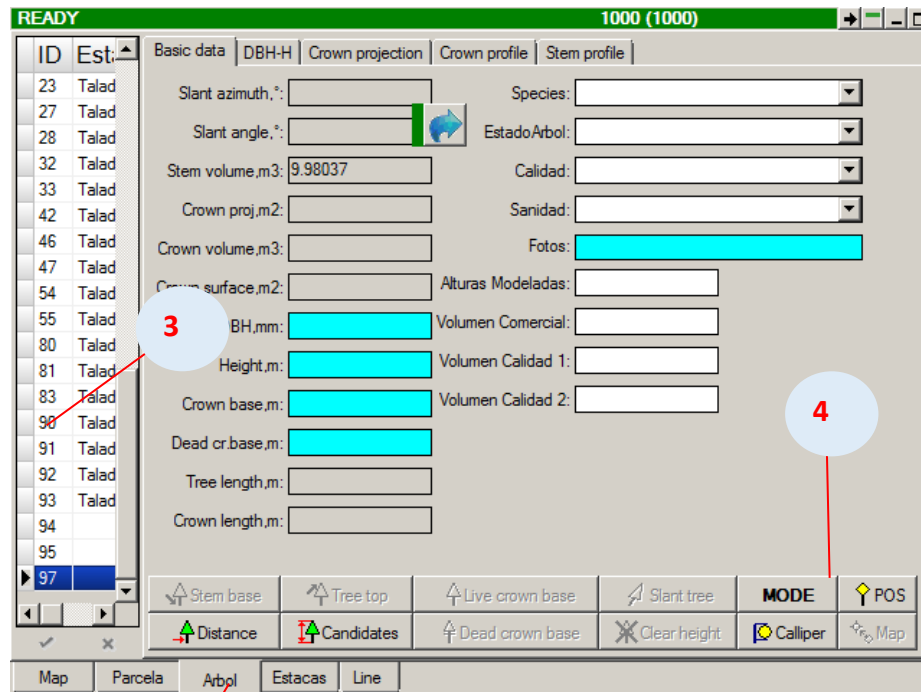 READY 1000 (1000)
ID Esta
Basic data DBH-H Crown projection Crown profile Stem profile
23 Talad
27 Talad
28 Talad
32 Talad
33 Talad
42 Talad
46 Talad
47 Talad
54 Talad
55 Talad
80 Talad
81 Talad
83 Talad
90 Talad
91 Talad
92 Talad
93 Talad
94
95
97
Slant azimuth,°:
Slant angle,°:
Stem volume,m3: 9.98037
Crown proj,m2:
Crown volume,m3:
Crown surface,m2:
BH,mm:
Height,m:
Crown base,m:
Dead cr.base,m:
Tree length,m:
Crown length,m:
Species:
EstadoArbol:
Calidad:
Sanidad:
Fotos:
Alturas Modeladas:
Volumen Comercial:
Volumen Calidad 1:
Volumen Calidad 2:
3
4
Stem base Tree top Live crown base Slant tree MODE POS
Distance Candidates Dead crown base Clear height Calliper Map
Map Parcela Arbol Estacas Line